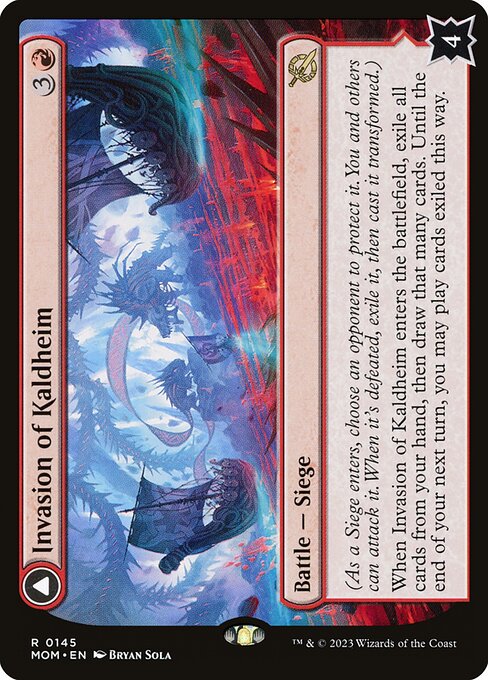 Invasion of Kaldheim
3
Battle — Siege
(As a Siege enters, choose an opponent to protect it. You and others
can attack it. When it's defeated, exile it, then cast it transformed.)
When Invasion of Kaldheim enters the battlefield, exile all
cards from your hand, then draw that many cards. Until the
end of your next turn, you may play cards exiled this way.
4
R 0145
MOM • EN BRYAN SOLA
™ & © 2023 Wizards of the Coast